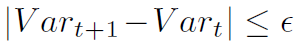 |Var_{t+1} − Var_t| ≤ ϵ